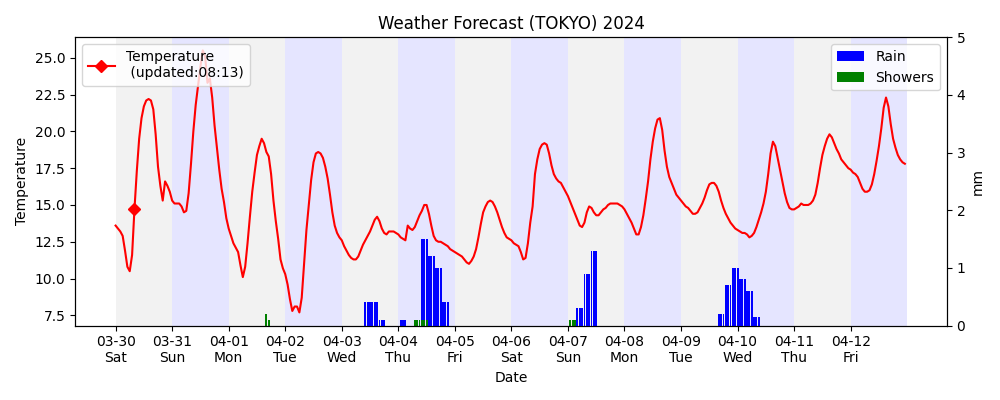 Weather Forecast (TOKYO) 2024
Temperature
(updated:08:13)
Rain
Showers
Temperature
25.0
22.5
20.0
17.5
15.0
12.5
10.0
7.5
5
4
3
2
1
0
mm
03-30 03-31 04-01 04-02 04-03 04-04 04-05 04-06 04-07 04-08 04-09 04-10 04-11 04-12
Sat Sun Mon Tue Wed Thu Fri Sat Sun Mon Tue Wed Thu Fri
Date